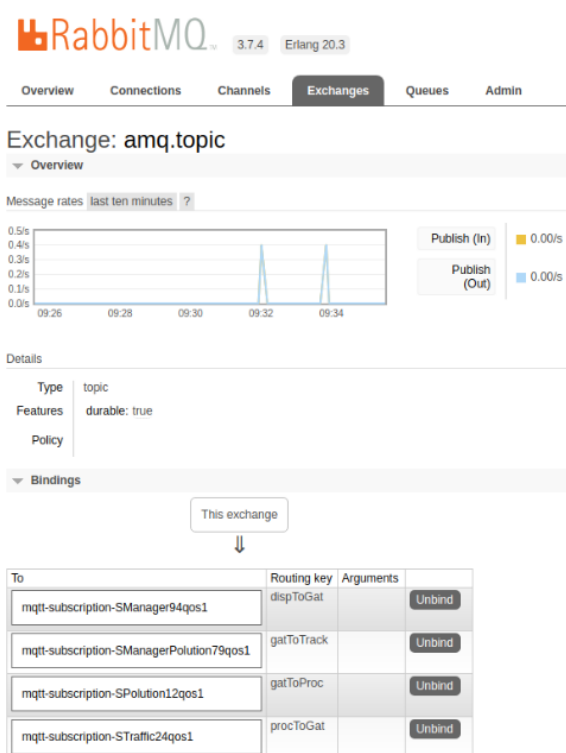 RabbitMQ™ 3.7.4 Erlang 20.3
Overview Connections Channels Exchanges Queues Admin
Exchange: amq.topic
Overview
Message rates last ten minutes ?
0.5/s
0.4/s
0.3/s
0.2/s
0.1/s
0.0/s
09:26 09:28 09:30 09:32 09:34
Publish (In) 0.00/s
Publish
(Out) 0.00/s
Details
Type topic
Features durable: true
Policy
Bindings
This exchange
⇓
To Routing key Arguments
mqtt-subscription-SManager94qos1 dispToGat Unbind
mqtt-subscription-SManagerPolution79qos1 gatToTrack Unbind
mqtt-subscription-SPolution12qos1 gatToProc Unbind
mqtt-subscription-STraffic24qos1 procToGat Unbind